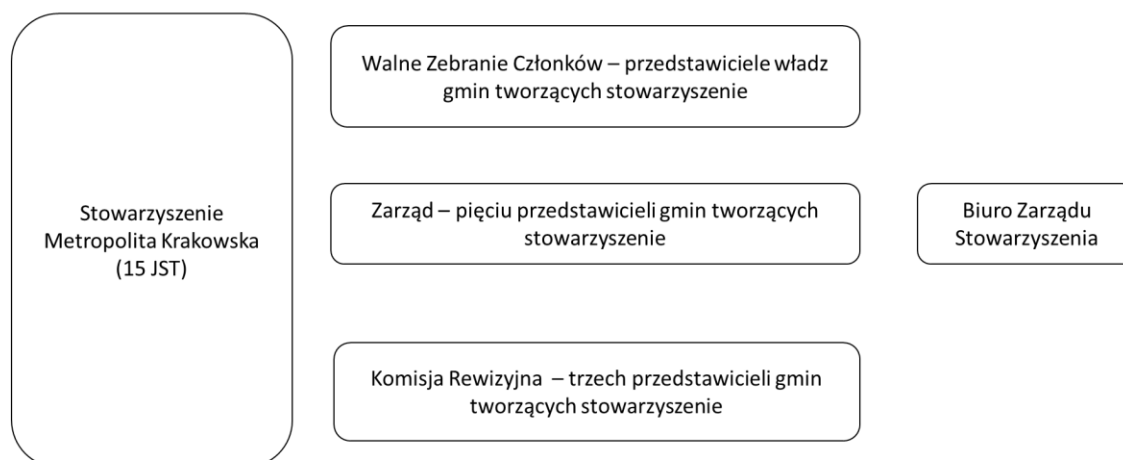 Stowarzyszenie
Metropolita Krakowska
(15 JST)
Walne Zebranie Członków – przedstawiciele władz
gmin tworzących stowarzyszenie
Zarząd – pięciu przedstawicieli gmin tworzących
stowarzyszenie
Biuro Zarządu
Stowarzyszenia
Komisja Rewizyjna – trzech przedstawicieli gmin
tworzących stowarzyszenie